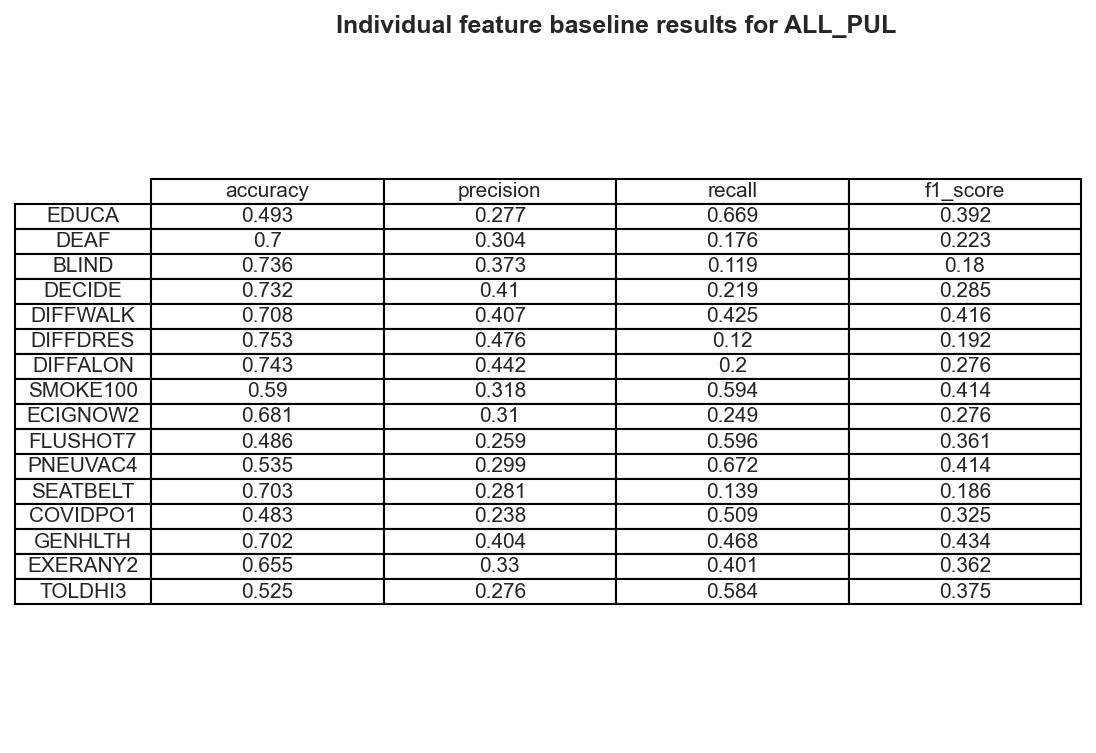 Individual feature baseline results for ALL_PUL
accuracy precision recall f1_score
EDUCA 0.493 0.277 0.669 0.392
DEAF 0.7 0.304 0.176 0.223
BLIND 0.736 0.373 0.119 0.18
DECIDE 0.732 0.41 0.219 0.285
DIFFWALK 0.708 0.407 0.425 0.416
DIFFDRES 0.753 0.476 0.12 0.192
DIFFALON 0.743 0.442 0.2 0.276
SMOKE100 0.59 0.318 0.594 0.414
ECIGNOW2 0.681 0.31 0.249 0.276
FLUSHOT7 0.486 0.259 0.596 0.361
PNEUVAC4 0.535 0.299 0.672 0.414
SEATBELT 0.703 0.281 0.139 0.186
COVIDPO1 0.483 0.238 0.509 0.325
GENHLTH 0.702 0.404 0.468 0.434
EXERANY2 0.655 0.33 0.401 0.362
TOLDHI3 0.525 0.276 0.584 0.375